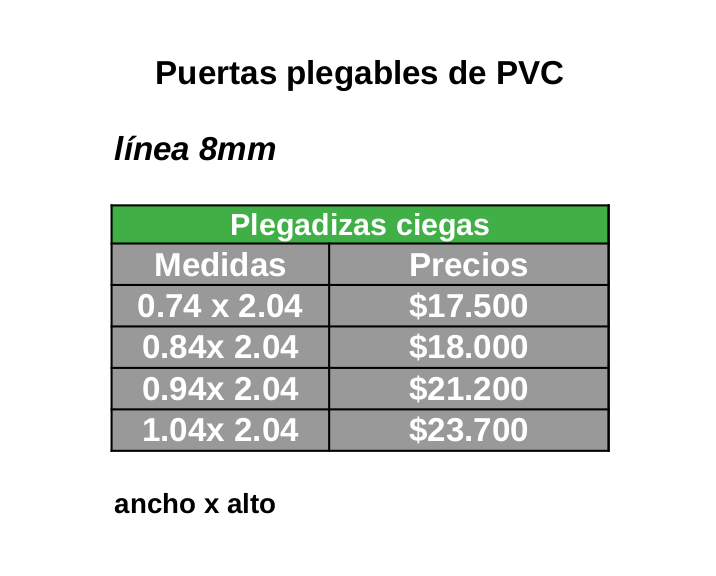 Puertas plegables de PVC
línea 8mm
Plegadizas ciegas
Medidas Precios
0.74 x 2.04 $17.500
0.84x 2.04 $18.000
0.94x 2.04 $21.200
1.04x 2.04 $23.700
ancho x alto